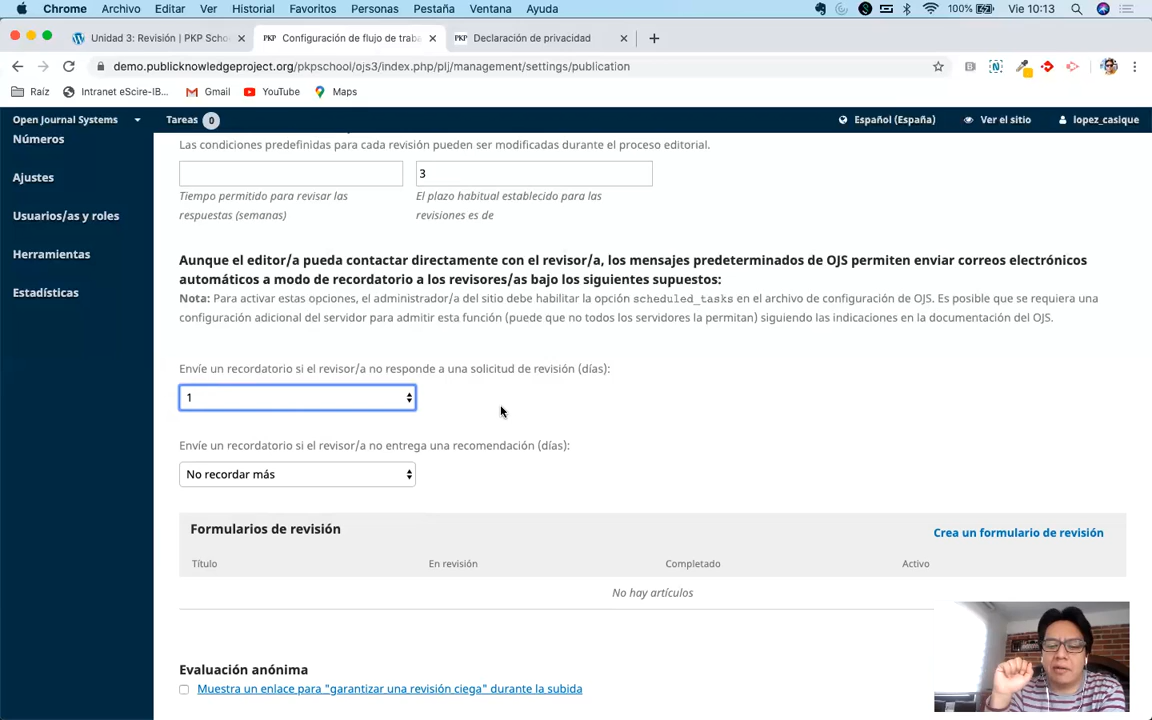 Chrome Archivo Editar Ver Historial Favoritos Personas Pestaña Ventana Ayuda 100% Vie 10:13
Unidad 3: Revisión | PKP Scho Configuración de flujo de trab PKP Declaración de privacidad
demo.publicknowledgeproject.org/pkpschool/ojs3/index.php/plj/management/settings/publication
Raíz Intranet eScire-IB... Gmail YouTube Maps
Open Journal Systems Tareas 0 Español (España) Ver el sitio lopez_casique
Números
Ajustes
Usuarios/as y roles
Herramientas
Estadísticas
Las condiciones predefinidas para cada revisión pueden ser modificadas durante el proceso editorial.
3
Tiempo permitido para revisar las El plazo habitual establecido para las
respuestas (semanas) revisiones es de
Aunque el editor/a pueda contactar directamente con el revisor/a, los mensajes predeterminados de OJS permiten enviar correos electrónicos
automáticos a modo de recordatorio a los revisores/as bajo los siguientes supuestos:
Nota: Para activar estas opciones, el administrador/a del sitio debe habilitar la opción scheduled_tasks en el archivo de configuración de OJS. Es posible que se requiera una
configuración adicional del servidor para admitir esta función (puede que no todos los servidores la permitan) siguiendo las indicaciones en la documentación del OJS.
Envíe un recordatorio si el revisor/a no responde a una solicitud de revisión (días):
1
Envíe un recordatorio si el revisor/a no entrega una recomendación (días):
No recordar más
Formularios de revisión Crea un formulario de revisión
Título En revisión Completado Activo
No hay artículos
Evaluación anónima
Muestra un enlace para "garantizar una revisión ciega" durante la subida